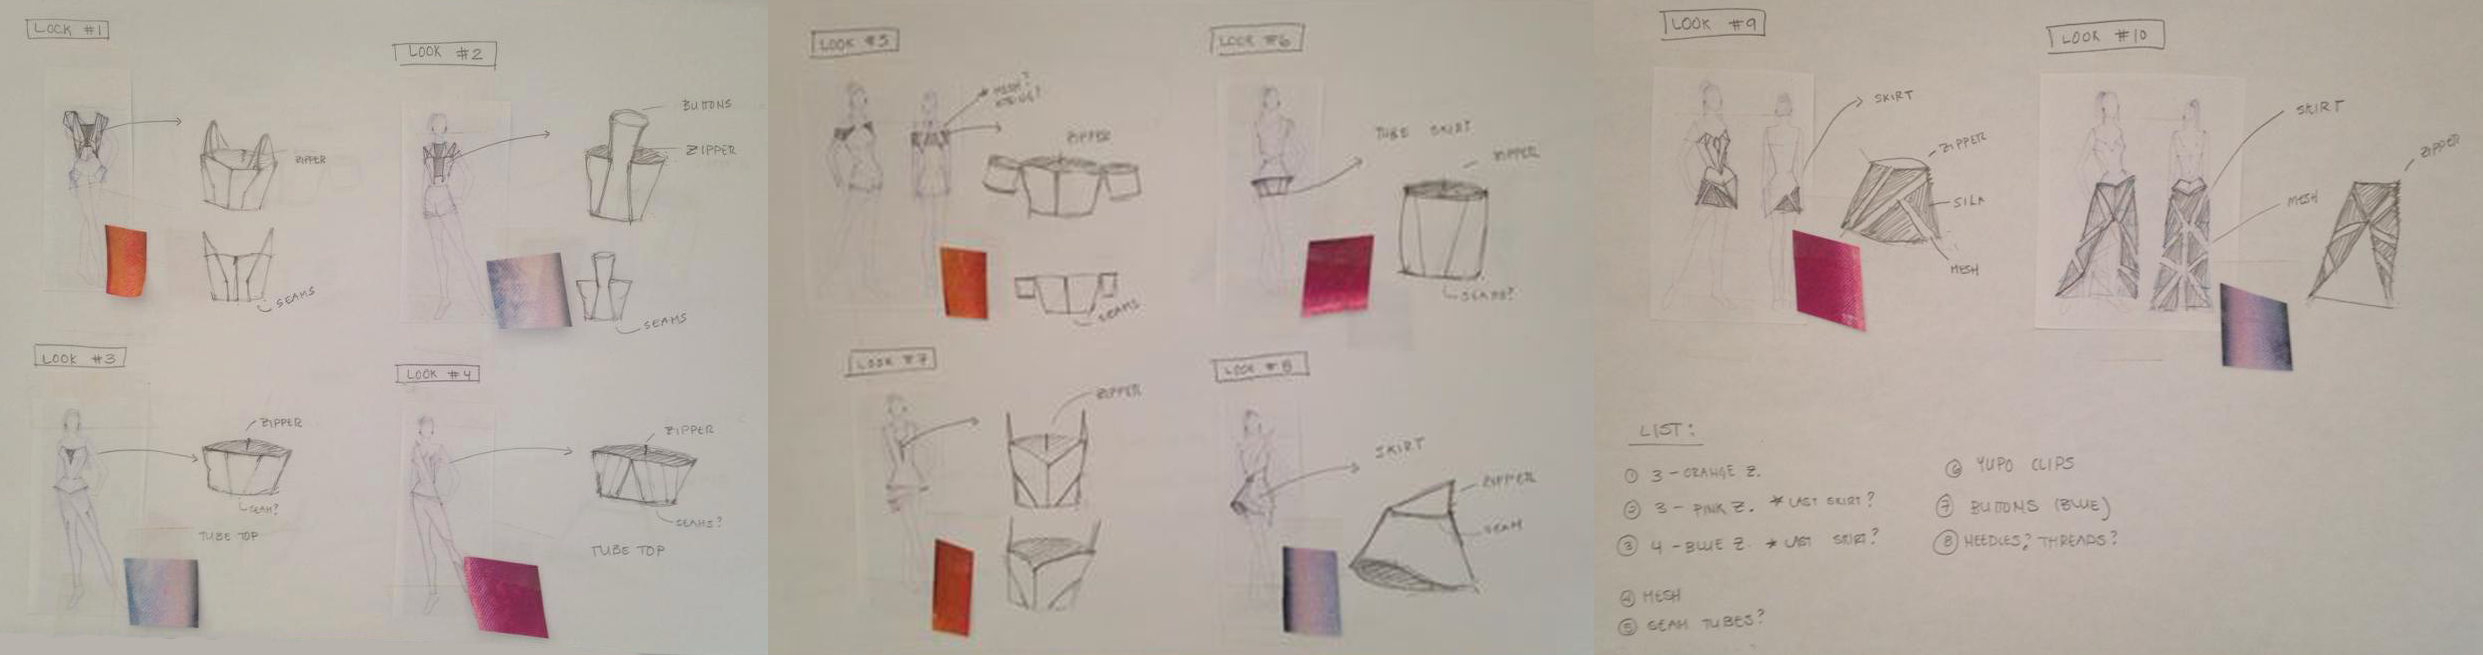 LOOK #1
ZIPPER
SEAMS
LOOK #2
BUTTONS
ZIPPER
SEAMS
LOOK #3
ZIPPER
SEAM?
TUBE TOP
LOOK #4
ZIPPER
SEAMS?
TUBE TOP
LOOK #5
MESH?
ZIPPER
SEAMS
LOOK #6
TUBE SKIRT
ZIPPER
SEAMS?
LOOK #7
ZIPPER
LOOK #8
SKIRT
ZIPPER
SEAM
LOOK #9
SKIRT
ZIPPER
SILK
MESH
LOOK #10
SKIRT
MESH
ZIPPER
LIST:
① 3 - ORANGE Z.
② 3 - PINK Z. * LAST SKIRT?
③ 4 - BLUE Z. * LAST SKIRT?
④ MESH
⑤ SEAM TUBES?
⑥ YUPO CLIPS
⑦ BUTTONS (BLUE)
⑧ NEEDLES? THREADS?